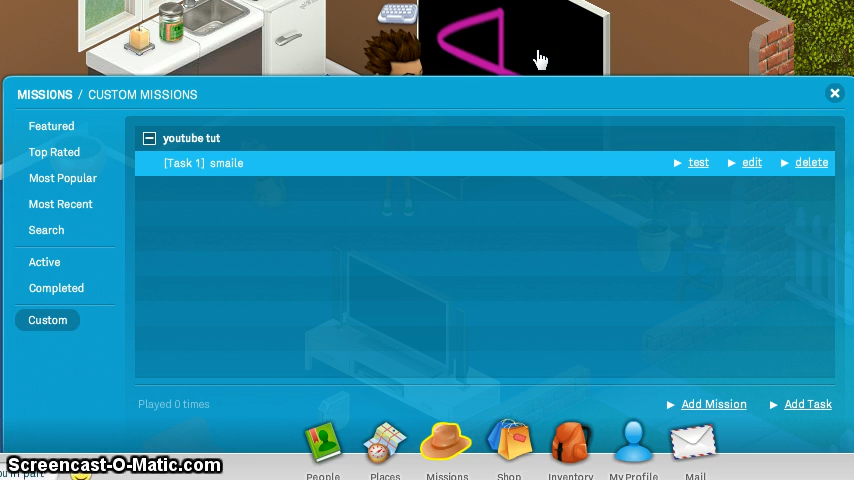 MISSIONS / CUSTOM MISSIONS
Featured
Top Rated
Most Popular
Most Recent
Search
Active
Completed
Custom
youtube tut
[Task 1] smaile
test
edit
delete
Played 0 times
Add Mission
Add Task
People
Places
Missions
Shop
Inventory
My Profile
Mail
Screencast-O-Matic.com